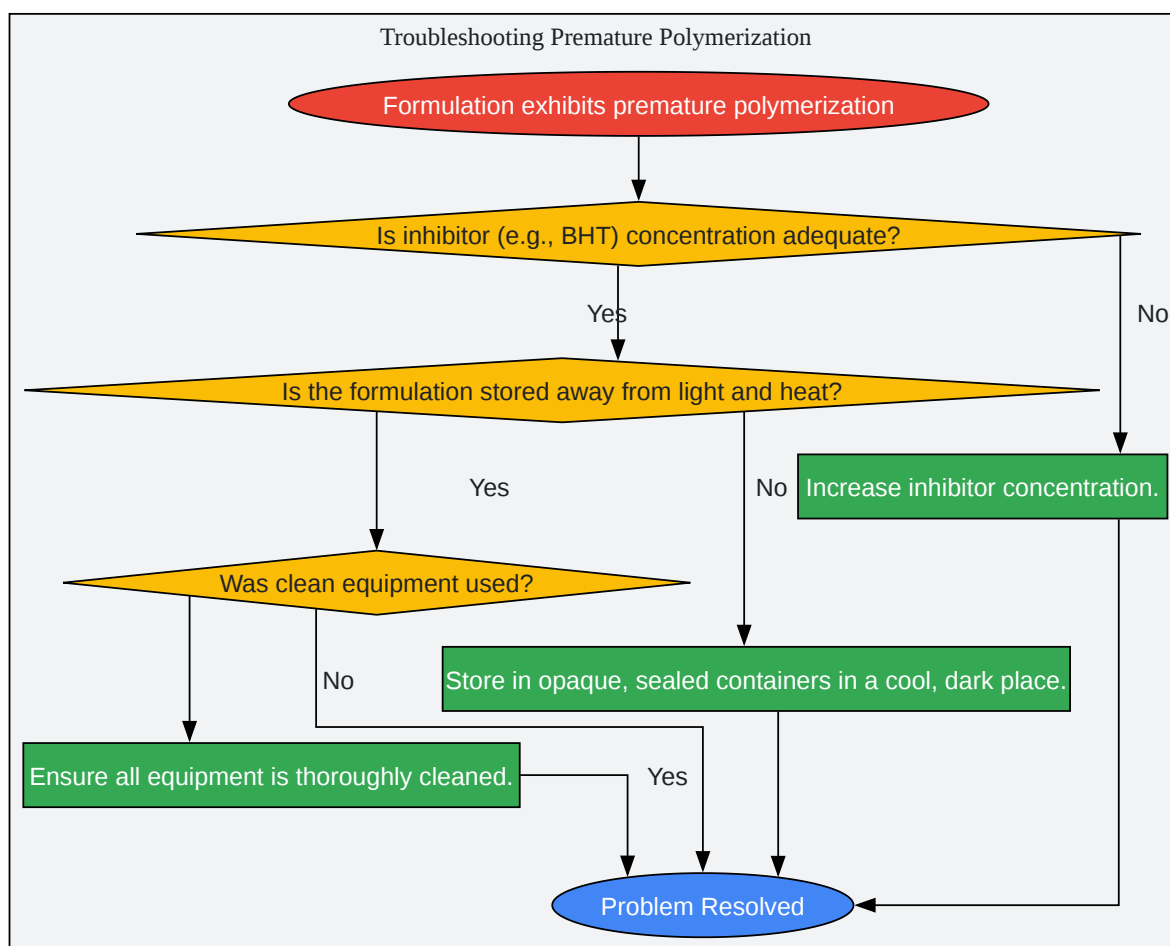 Troubleshooting Premature Polymerization
Formulation exhibits premature polymerization
Is inhibitor (e.g., BHT) concentration adequate?
Yes
No
Is the formulation stored away from light and heat?
Yes
No
Increase inhibitor concentration.
Was clean equipment used?
No
Store in opaque, sealed containers in a cool, dark place.
Ensure all equipment is thoroughly cleaned.
Yes
Problem Resolved